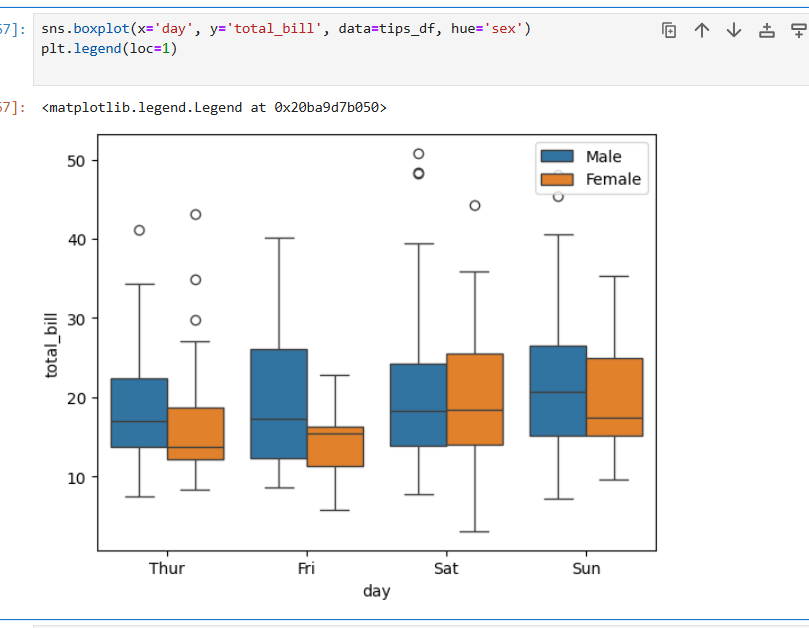 57]: sns.boxplot(x='day', y='total_bill', data=tips_df, hue='sex')
plt.legend(loc=1)
57]: <matplotlib.legend.Legend at 0x20ba9d7b050>
Male
Female
50
40
30
20
10
total_bill
Thur Fri Sat Sun
day